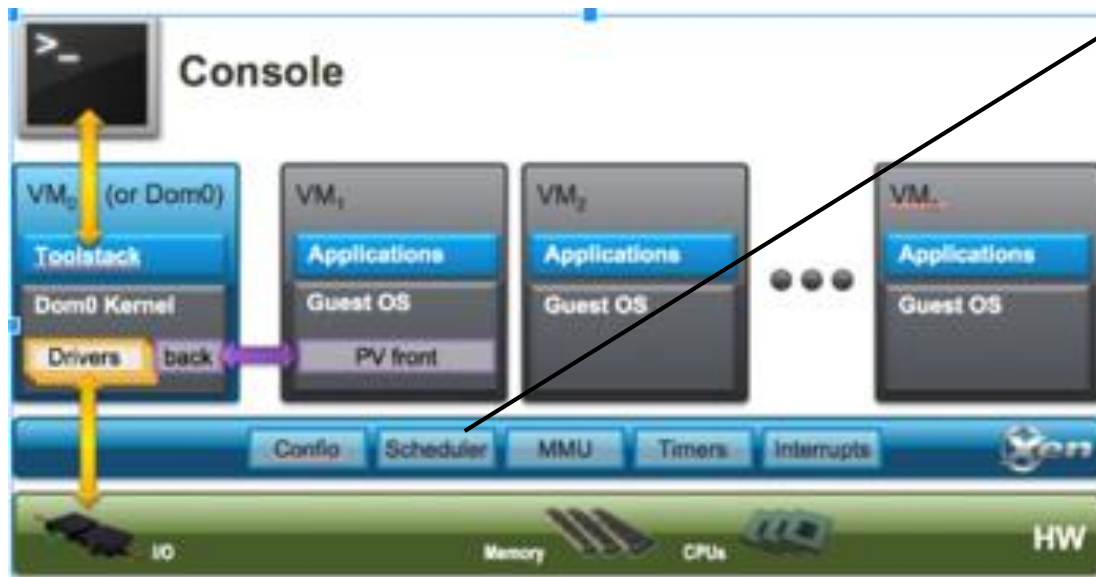 >_
Console
VM₀ (or Dom0)
Toolstack
Dom0 Kernel
Drivers back
VM₁
Applications
Guest OS
PV front
VM₂
Applications
Guest OS
Applications
Guest OS
Config Scheduler MMU Timers Interrupts
Xen
I/O Memory CPUs HW